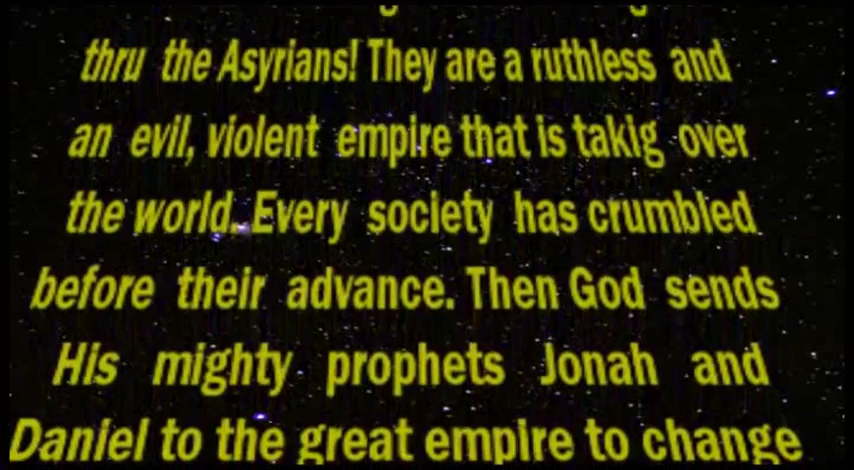 thru the Asyrians! They are a ruthless and
an evil, violent empire that is takig over
the world. Every society has crumbled
before their advance. Then God sends
His mighty prophets Jonah and
Daniel to the great empire to change